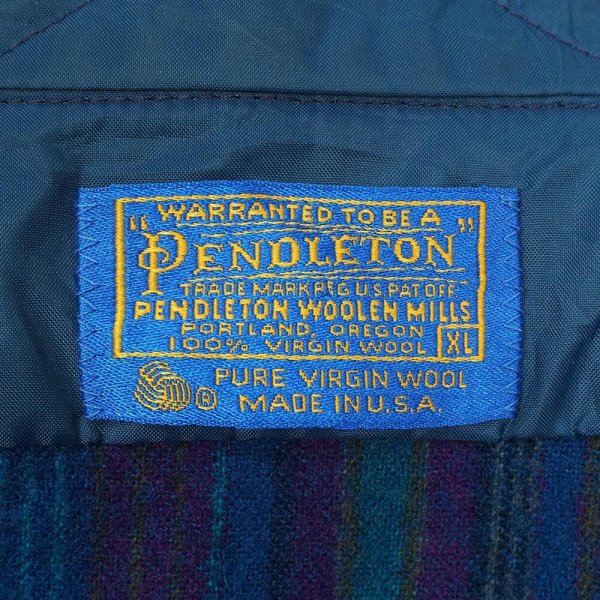 WARRANTED TO BE A
"PENDLETON"
TRADE MARK REG U.S. PAT OFF.
PENDLETON WOOLEN MILLS
PORTLAND, OREGON
100% VIRGIN WOOL XL
PURE VIRGIN WOOL
® MADE IN U.S.A.